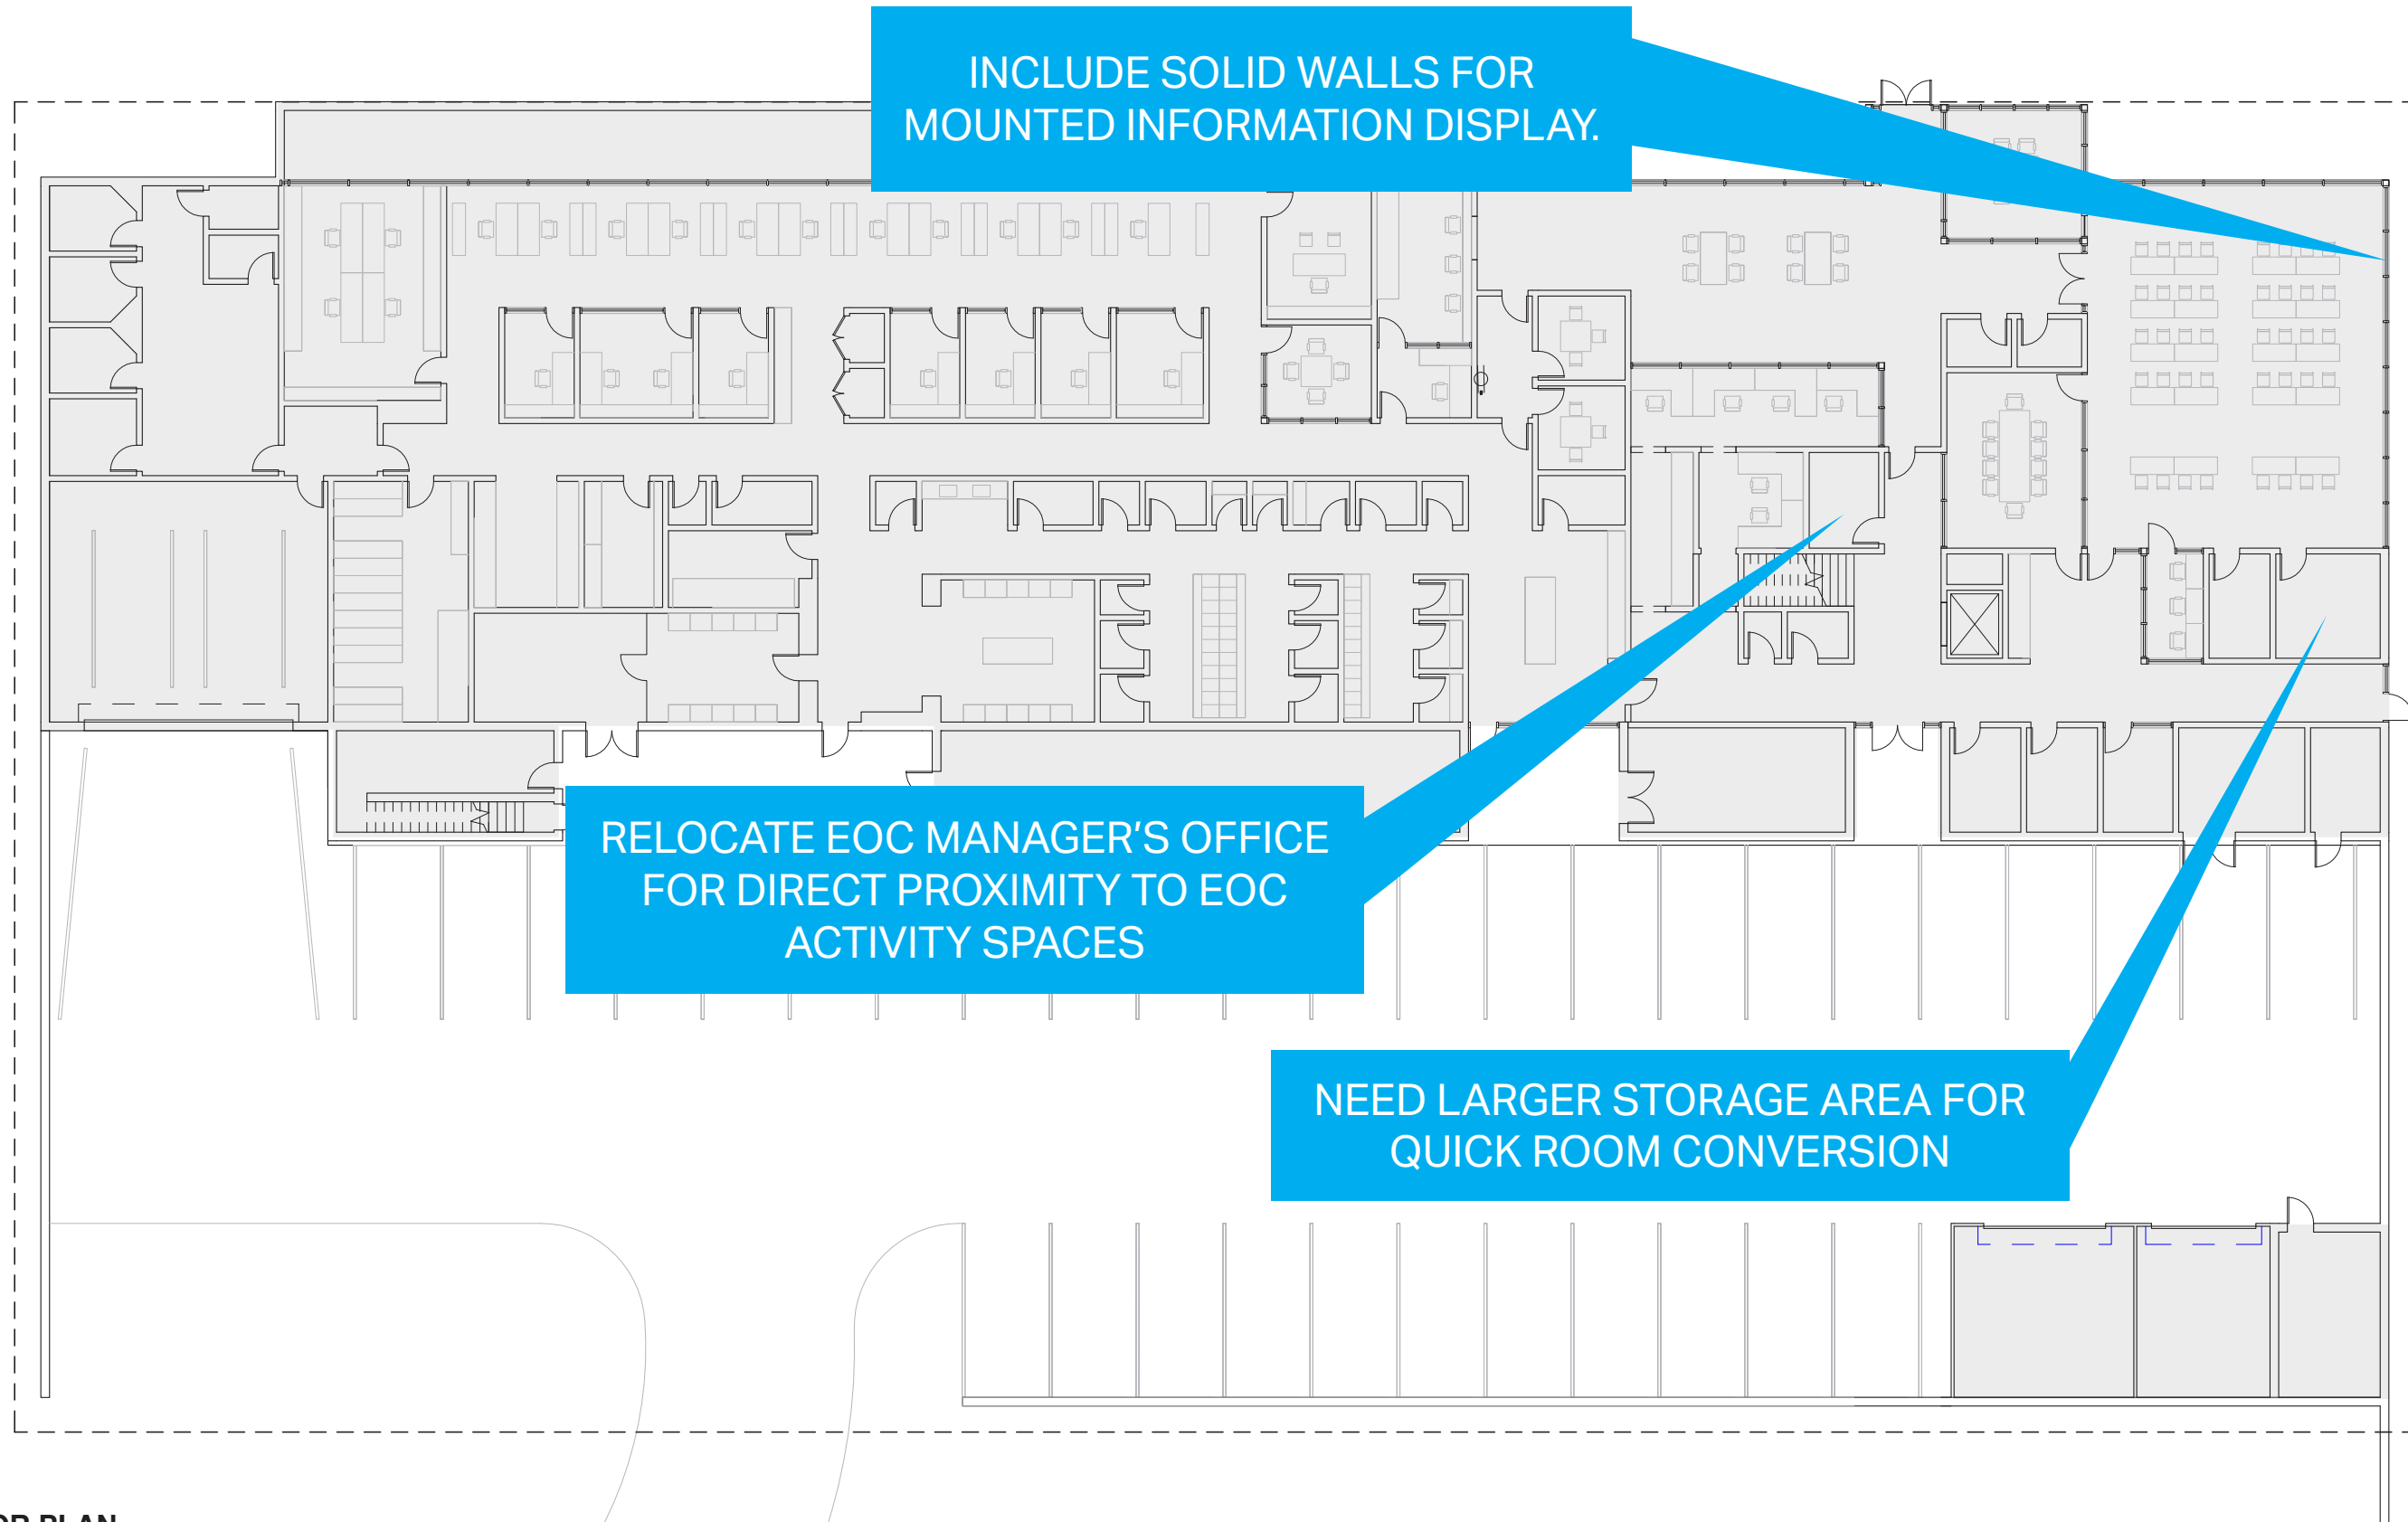 INCLUDE SOLID WALLS FOR
MOUNTED INFORMATION DISPLAY.
RELOCATE EOC MANAGER'S OFFICE
FOR DIRECT PROXIMITY TO EOC
ACTIVITY SPACES
NEED LARGER STORAGE AREA FOR
QUICK ROOM CONVERSION
PLAN